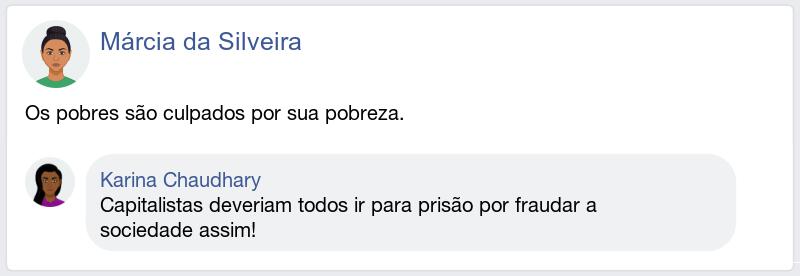 Márcia da Silveira
Os pobres são culpados por sua pobreza.
Karina Chaudhary
Capitalistas deveriam todos ir para prisão por fraudar a
sociedade assim!